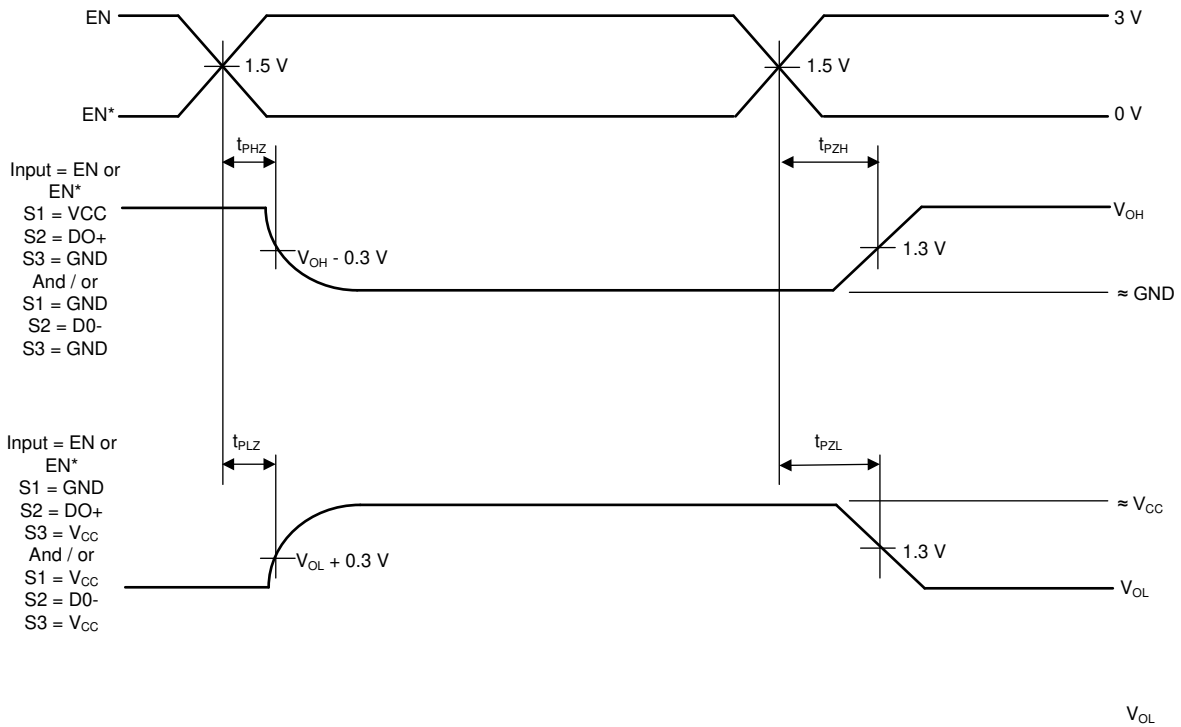 EN
3 V
1.5 V
1.5 V
EN*
0 V
tPHZ
tPZH
Input = EN or
EN*
S1 = VCC
S2 = DO+
S3 = GND
And / or
S1 = GND
S2 = D0-
S3 = GND
VOH
VOH - 0.3 V
1.3 V
≈ GND
tPLZ
tPZL
Input = EN or
EN*
S1 = GND
S2 = DO+
S3 = VCC
And / or
S1 = VCC
S2 = D0-
S3 = VCC
≈ VCC
VOL + 0.3 V
1.3 V
VOL
VOL